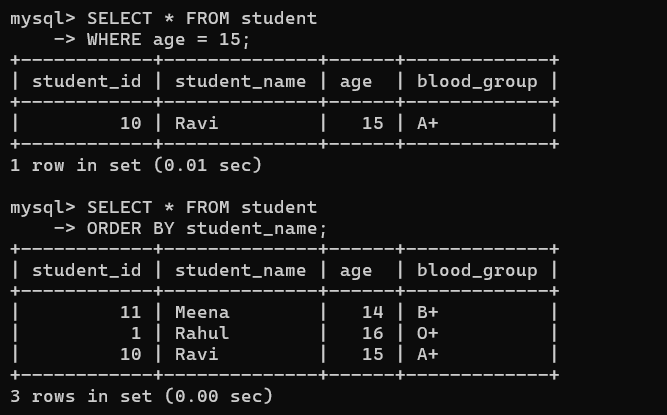 mysql> SELECT * FROM student
    -> WHERE age = 15;
+------------+--------------+------+-------------+
| student_id | student_name | age  | blood_group |
+------------+--------------+------+-------------+
|         10 | Ravi         |   15 | A+          |
+------------+--------------+------+-------------+
1 row in set (0.01 sec)

mysql> SELECT * FROM student
    -> ORDER BY student_name;
+------------+--------------+------+-------------+
| student_id | student_name | age  | blood_group |
+------------+--------------+------+-------------+
|         11 | Meena        |   14 | B+          |
|          1 | Rahul        |   16 | O+          |
|         10 | Ravi         |   15 | A+          |
+------------+--------------+------+-------------+
3 rows in set (0.00 sec)